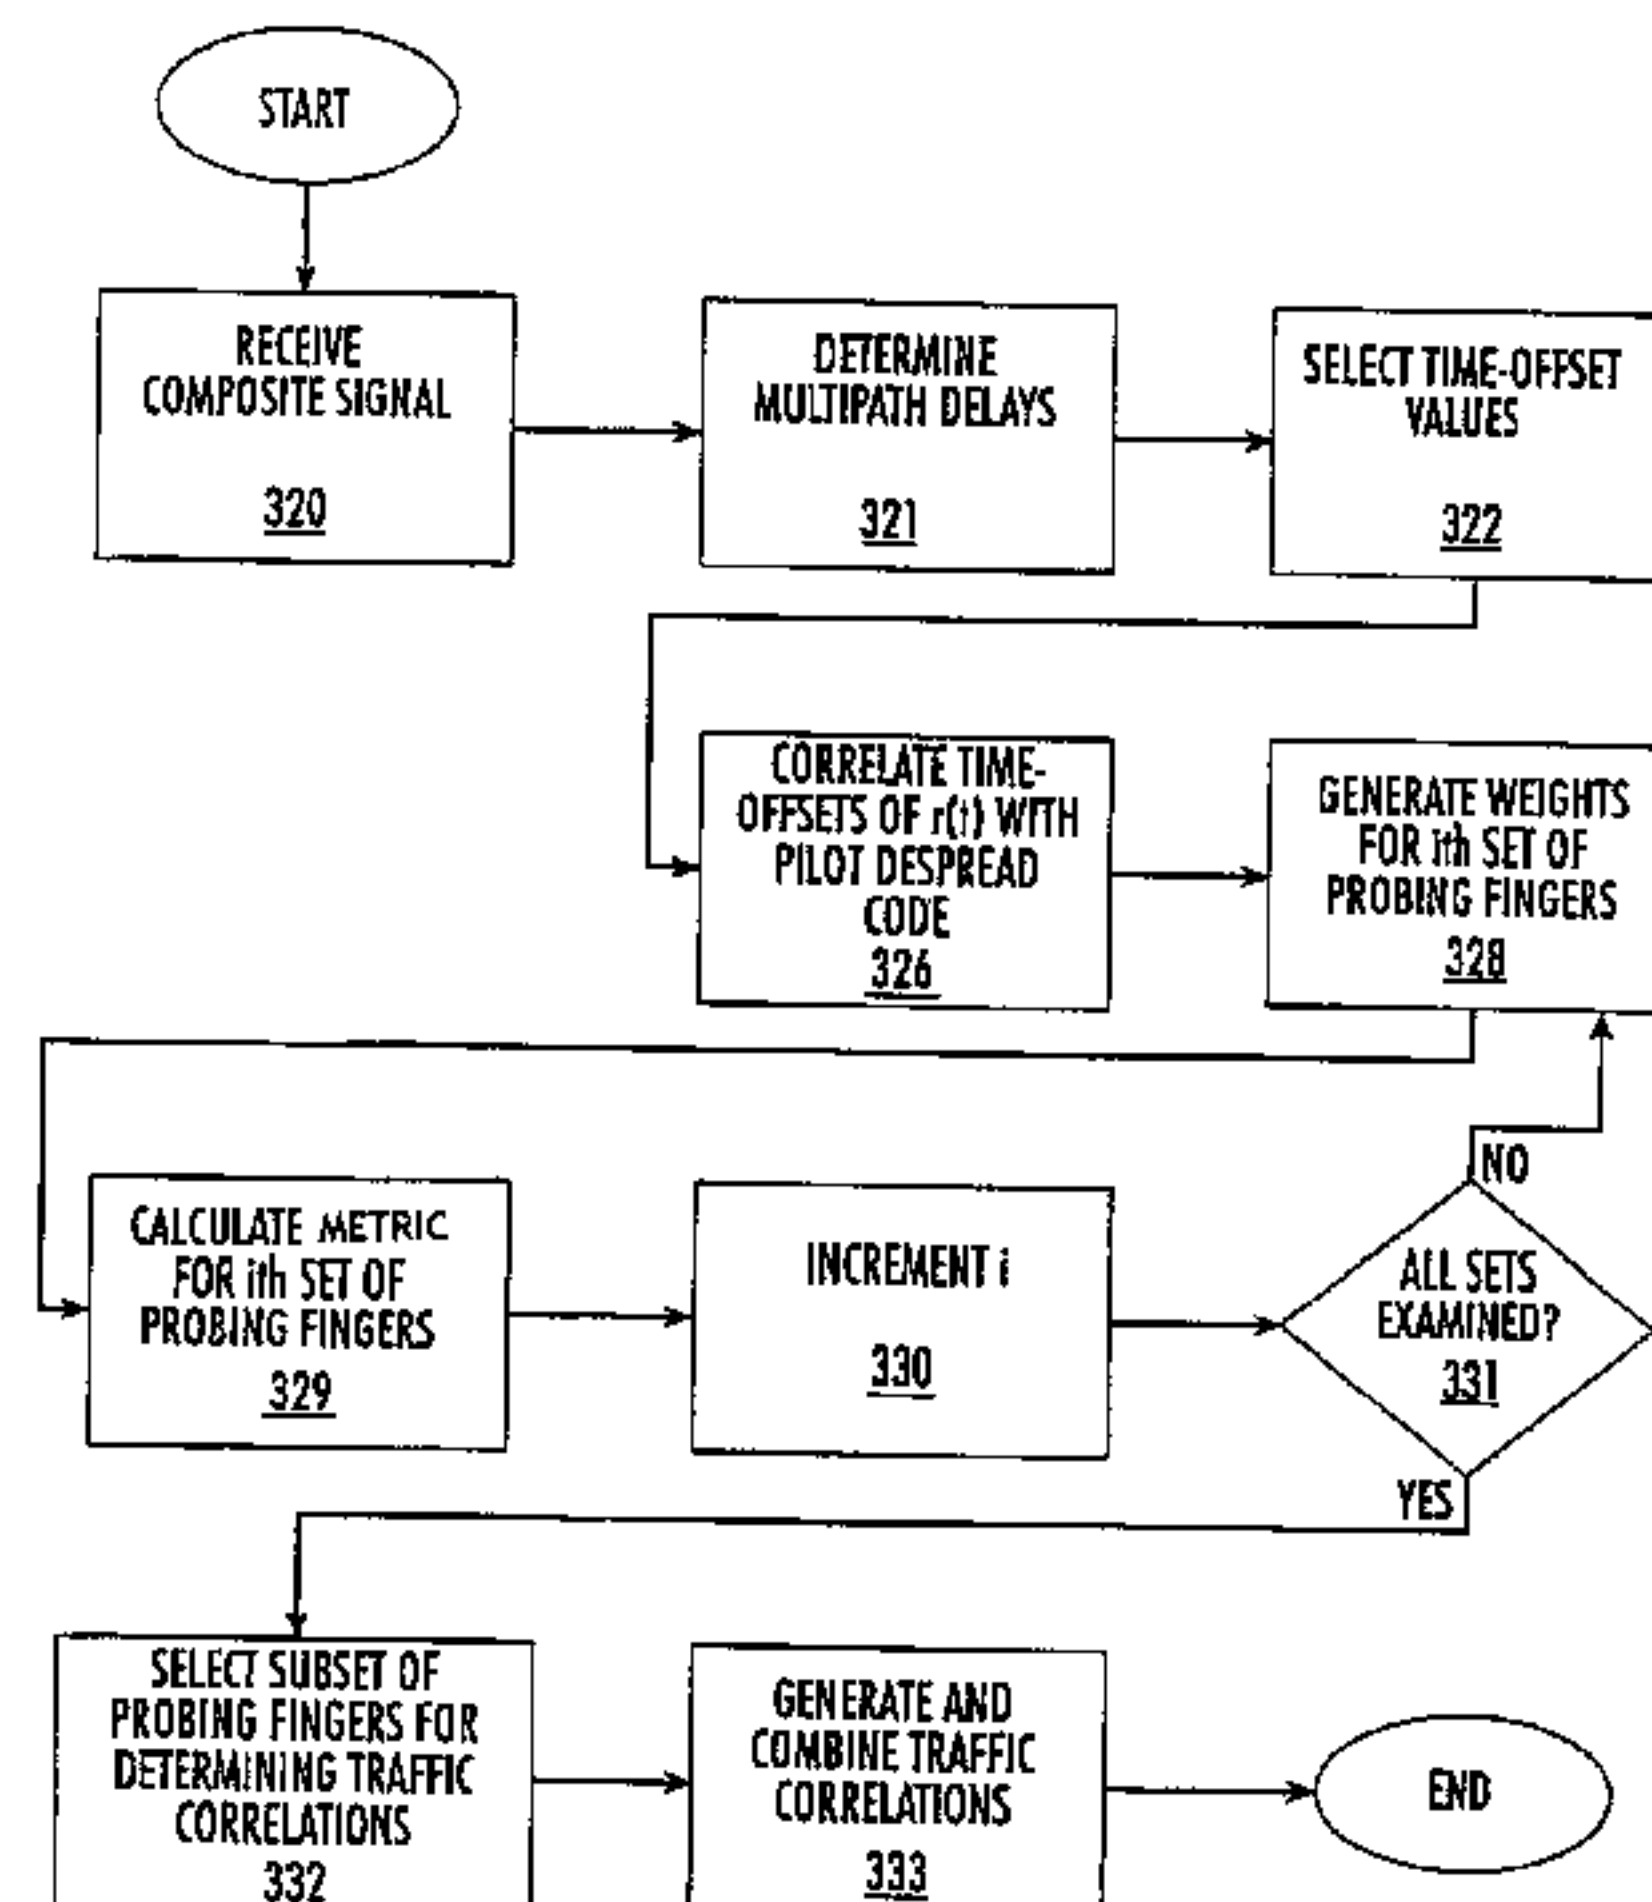 START
RECEIVE
COMPOSITE SIGNAL
320
DETERMINE
MULTIPATH DELAYS
321
SELECT TIME-OFFSET
VALUES
322
CORRELATE TIME-
OFFSETS OF r(t) WITH
PILOT DESPREAD
CODE
326
GENERATE WEIGHTS
FOR ith SET OF
PROBING FINGERS
328
CALCULATE METRIC
FOR ith SET OF
PROBING FINGERS
329
INCREMENT i
330
NO
ALL SETS
EXAMINED?
331
YES
SELECT SUBSET OF
PROBING FINGERS FOR
DETERMINING TRAFFIC
CORRELATIONS
332
GENERATE AND
COMBINE TRAFFIC
CORRELATIONS
333
END